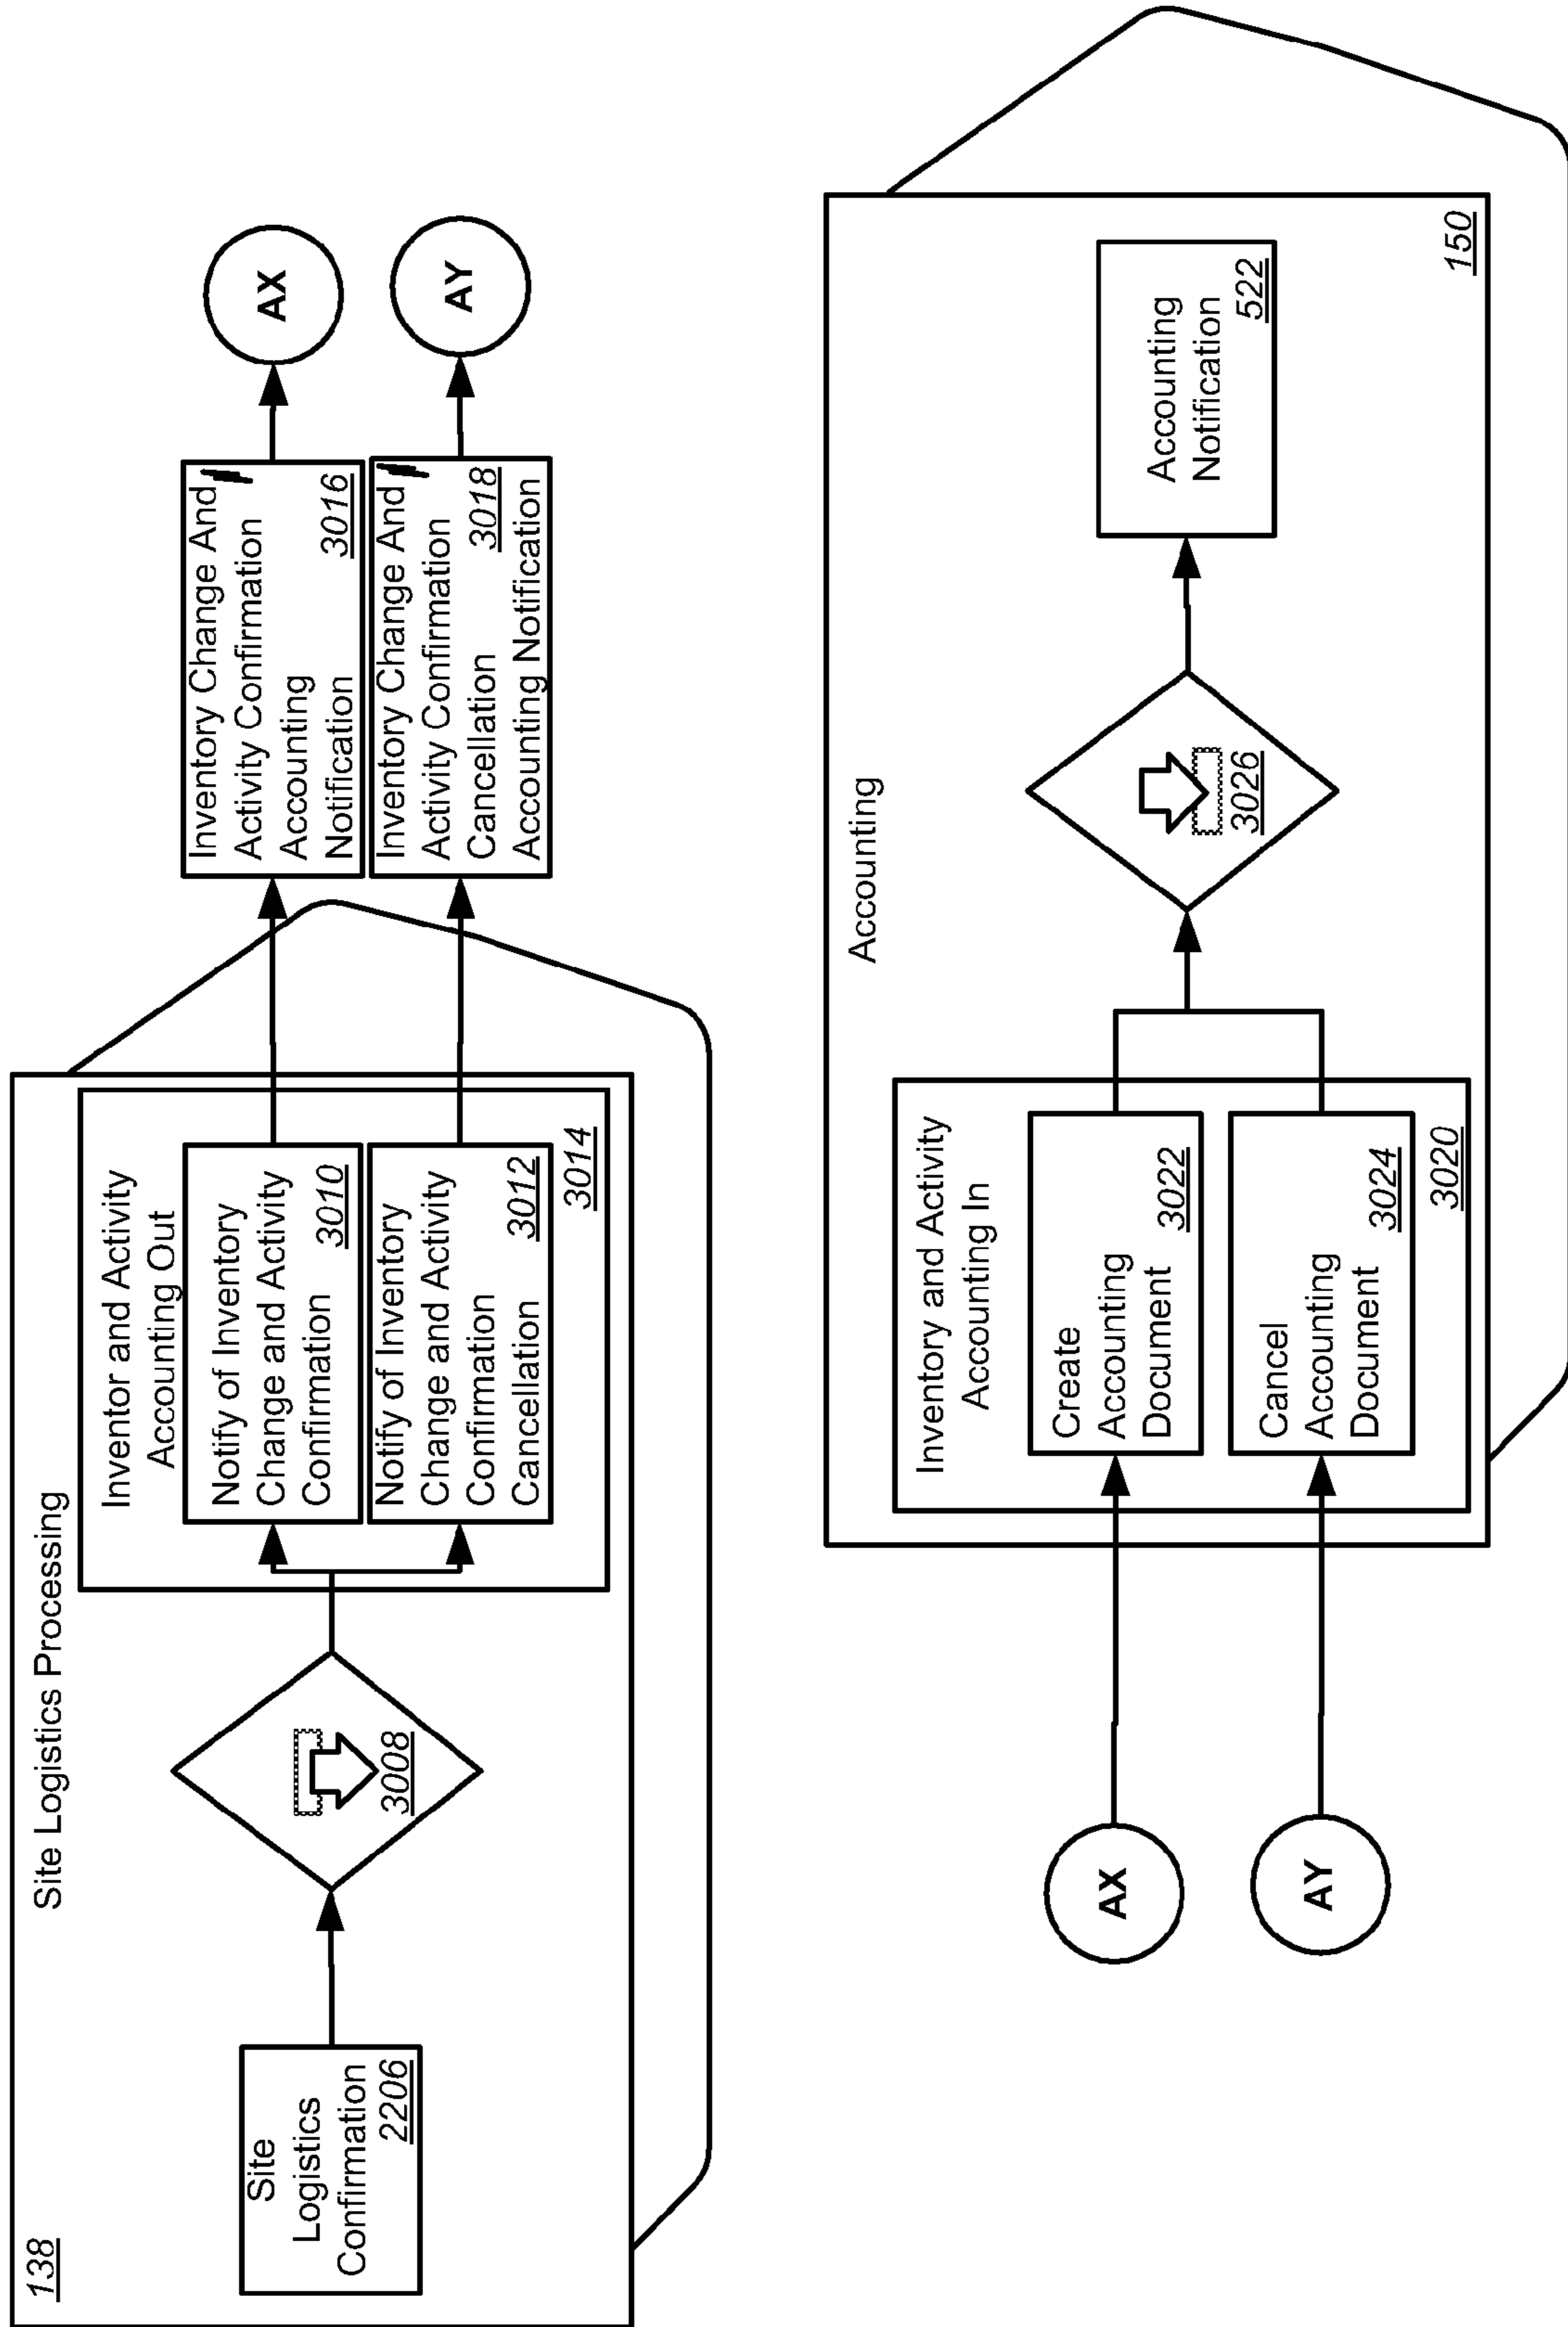 138
Site Logistics Processing
Site
Logistics
Confirmation
2206
3008
Inventor and Activity
Accounting Out
Notify of Inventory
Change and Activity
Confirmation
3010
Notify of Inventory
Change and Activity
Confirmation
Cancellation
3012
3014
Inventory Change And
Activity Confirmation
Accounting
Notification
3016
Inventory Change And
Activity Confirmation
Cancellation
Accounting Notification
3018
AX
AY
AX
AY
Accounting
Inventory and Activity
Accounting In
Create
Accounting
Document
3022
Cancel
Accounting
Document
3024
3020
3026
Accounting
Notification
522
150